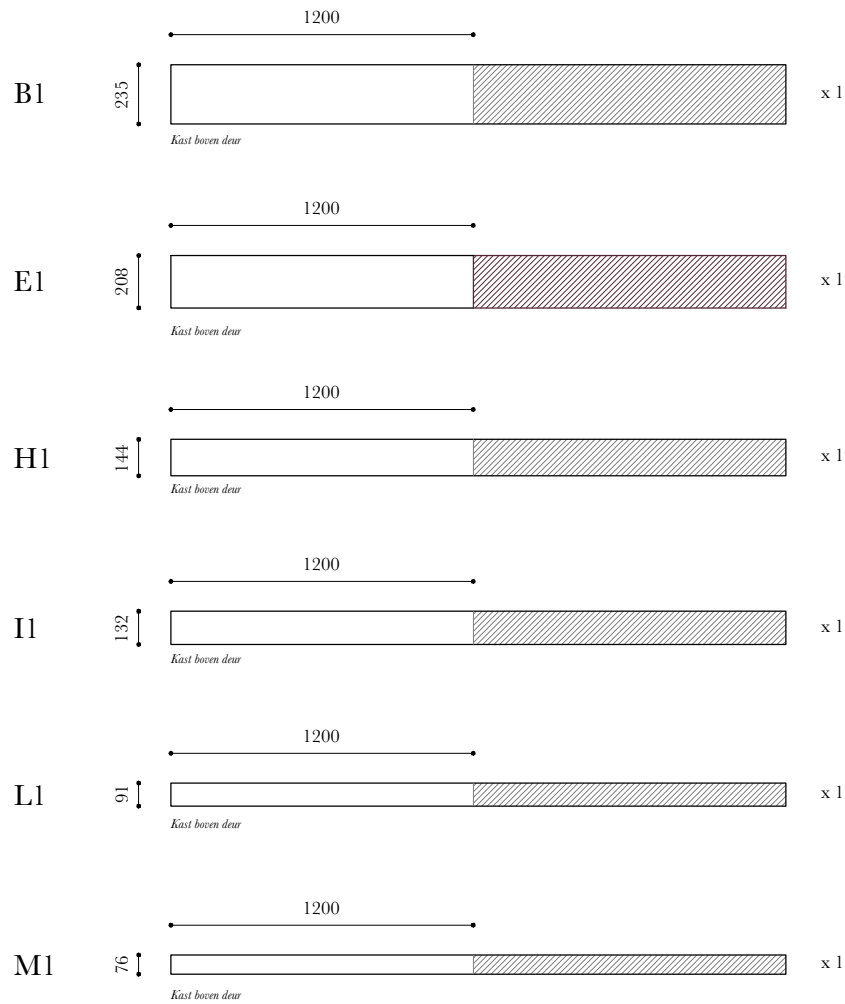 1200
B1
235
x 1
Kast boven deur
1200
E1
208
x 1
Kast boven deur
1200
H1
144
x 1
Kast boven deur
1200
I1
132
x 1
Kast boven deur
1200
L1
91
x 1
Kast boven deur
1200
M1
76
x 1
Kast boven deur